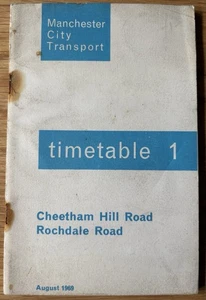 Manchester
City
Transport
timetable 1
Cheetham Hill Road
Rochdale Road
August 1968